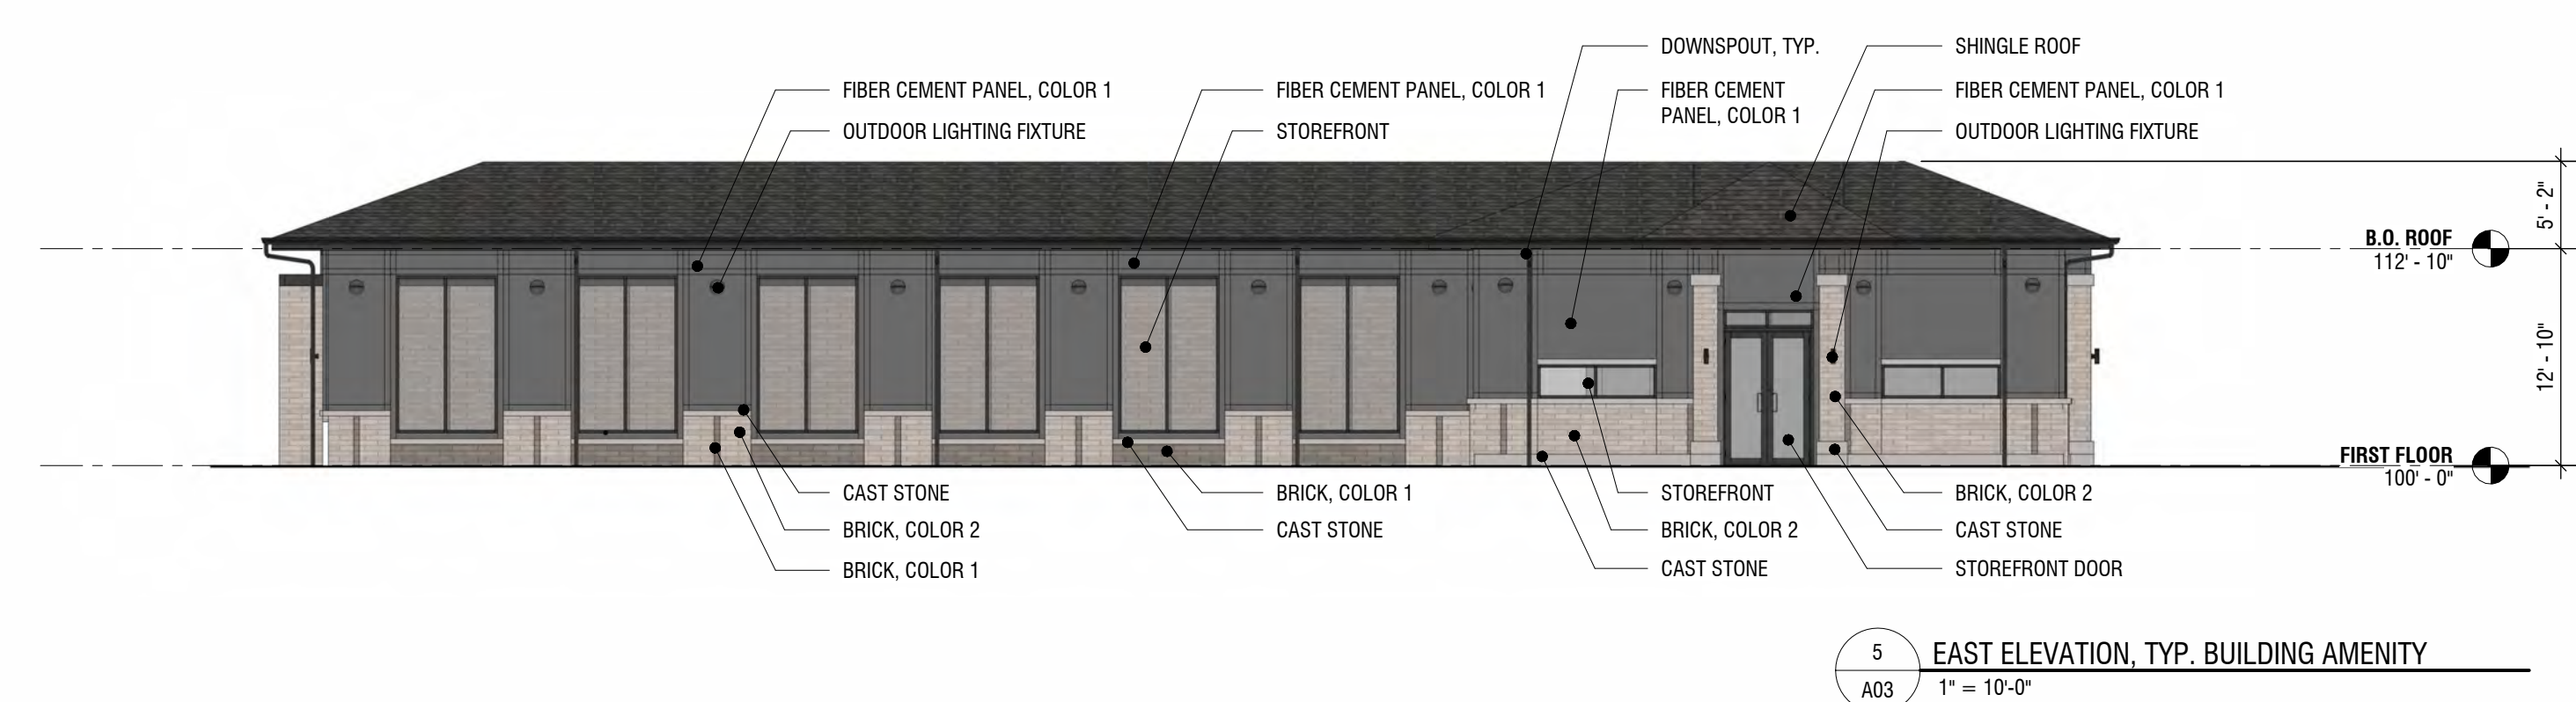 DOWNSPOUT, TYP.
SHINGLE ROOF
FIBER CEMENT PANEL, COLOR 1
FIBER CEMENT PANEL, COLOR 1
FIBER CEMENT
PANEL, COLOR 1
FIBER CEMENT PANEL, COLOR 1
OUTDOOR LIGHTING FIXTURE
STOREFRONT
OUTDOOR LIGHTING FIXTURE
5' - 2"
B.O. ROOF
112' - 10"
12' - 10"
FIRST FLOOR
100' - 0"
CAST STONE
BRICK, COLOR 2
BRICK, COLOR 1
BRICK, COLOR 1
CAST STONE
STOREFRONT
BRICK, COLOR 2
CAST STONE
BRICK, COLOR 2
CAST STONE
STOREFRONT DOOR
5
A03
EAST ELEVATION, TYP. BUILDING AMENITY
1" = 10'-0"